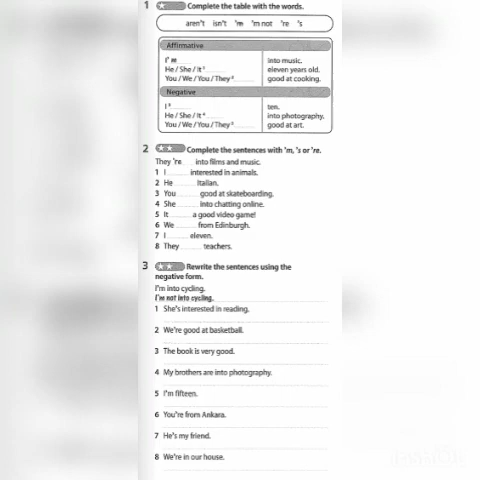 1 Complete the table with the words.
aren't isn't 'm 'm not 're 's
Affirmative
I'm into music.
He / She / It 1 eleven years old.
You / We / You / They 2 good at cooking.
Negative
I 3 ten.
He / She / It 4 into photography.
You / We / You / They 5 good at art.
2 Complete the sentences with 'm, 's or 're.
They 're into films and music.
1 I interested in animals.
2 He Italian.
3 You good at skateboarding.
4 She into chatting online.
5 It a good video game!
6 We from Edinburgh.
7 I eleven.
8 They teachers.
3 Rewrite the sentences using the
negative form.
I'm into cycling.
I'm not into cycling.
1 She's interested in reading.
2 We're good at basketball.
3 The book is very good.
4 My brothers are into photography.
5 I'm fifteen.
6 You're from Ankara.
7 He's my friend.
8 We're in our house.